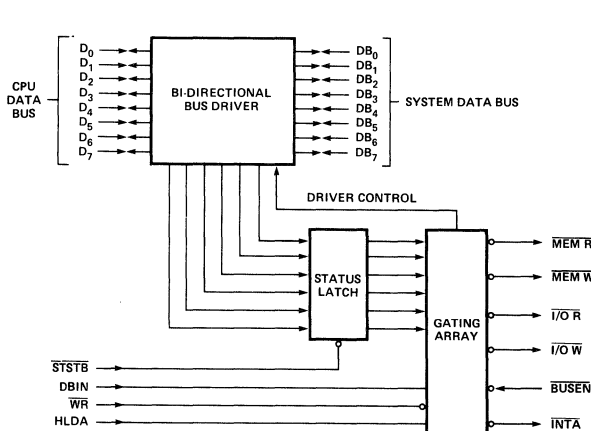 CPU
DATA
BUS
D0
D1
D2
D3
D4
D5
D6
D7
BI-DIRECTIONAL
BUS DRIVER
DB0
DB1
DB2
DB3
DB4
DB5
DB6
DB7
SYSTEM DATA BUS
DRIVER CONTROL
STATUS
LATCH
GATING
ARRAY
MEM R
MEM W
I/O R
I/O W
BUSEN
INTA
STSTB
DBIN
WR
HLDA